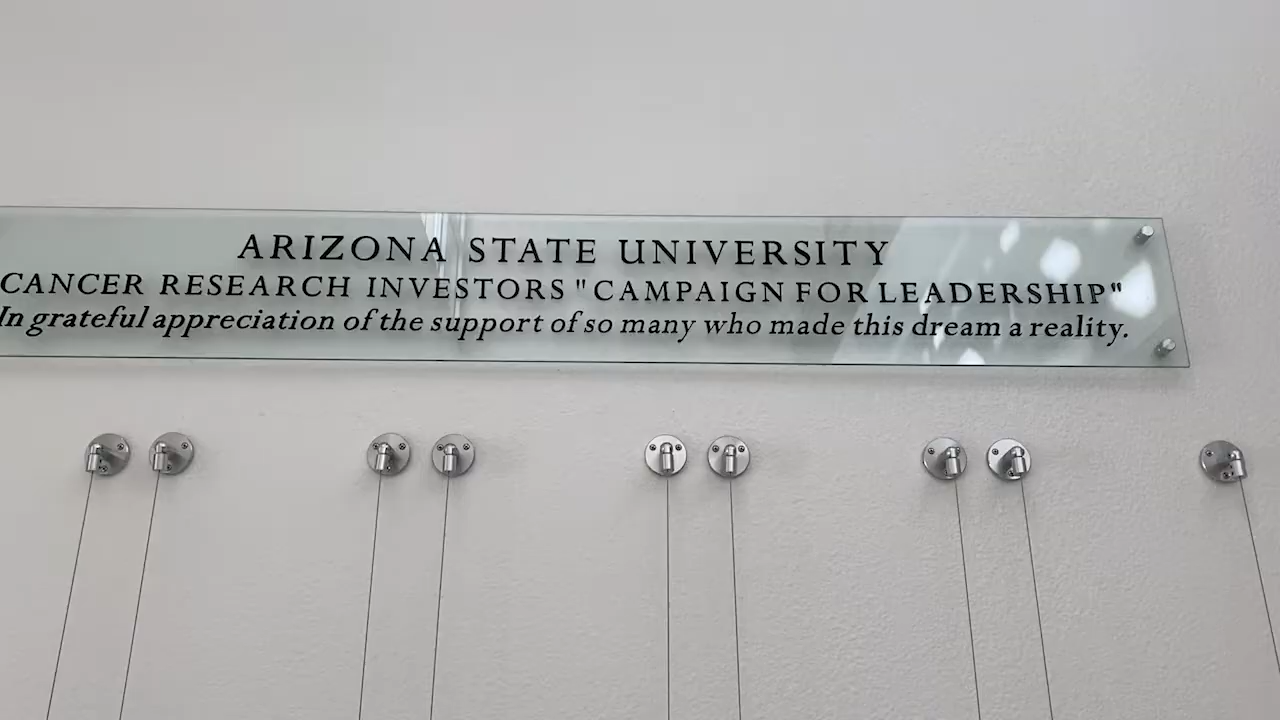 ARIZONA STATE UNIVERSITY
CANCER RESEARCH INVESTORS "CAMPAIGN FOR LEADERSHIP"
In grateful appreciation of the support of so many who made this dream a reality.